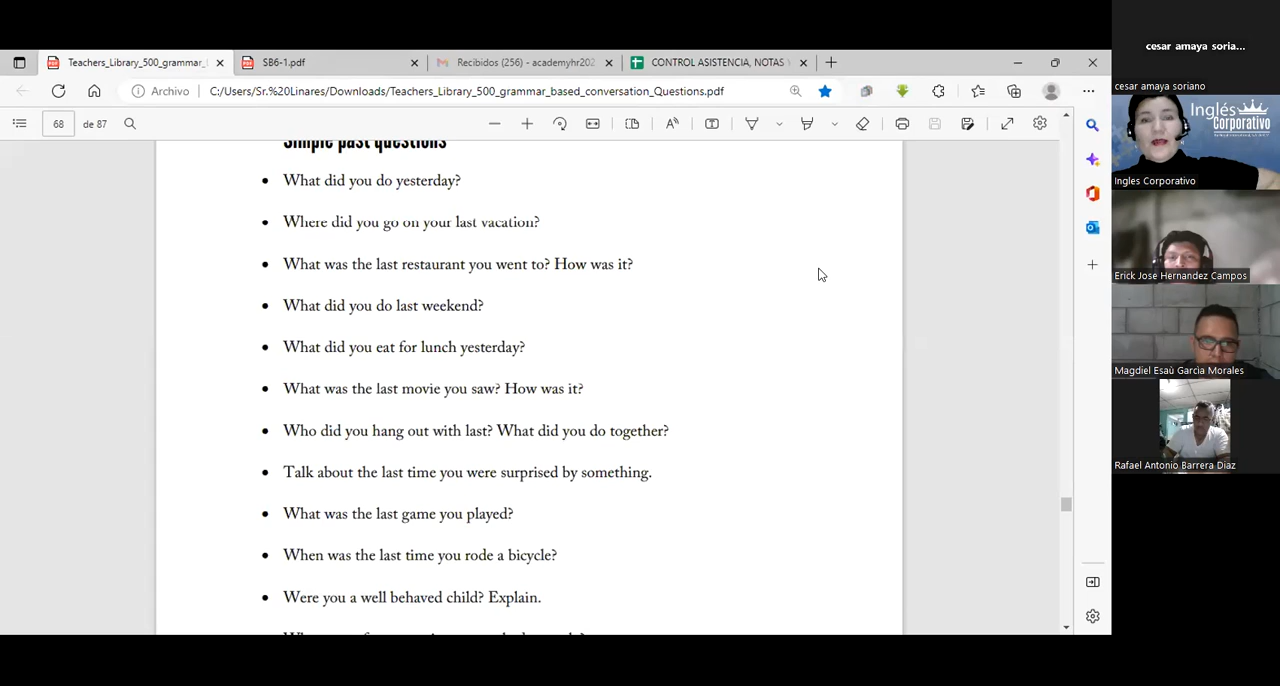 cesar amaya soria...
cesar amaya soriano
Teachers_Library_500_grammar_
SB6-1.pdf
Recibidos (256) - academyhr202
CONTROL ASISTENCIA, NOTAS
Archivo
C:/Users/Sr.%20Linares/Downloads/Teachers_Library_500_grammar_based_conversation_Questions.pdf
68 de 87
Inglés
Corporativo
Ingles Corporativo
Simple past questions
• What did you do yesterday?
• Where did you go on your last vacation?
• What was the last restaurant you went to? How was it?
• What did you do last weekend?
• What did you eat for lunch yesterday?
• What was the last movie you saw? How was it?
• Who did you hang out with last? What did you do together?
• Talk about the last time you were surprised by something.
• What was the last game you played?
• When was the last time you rode a bicycle?
• Were you a well behaved child? Explain.
Erick Jose Hernandez Campos
Magdiel Esaù Garcia Morales
Rafael Antonio Barrera Diaz